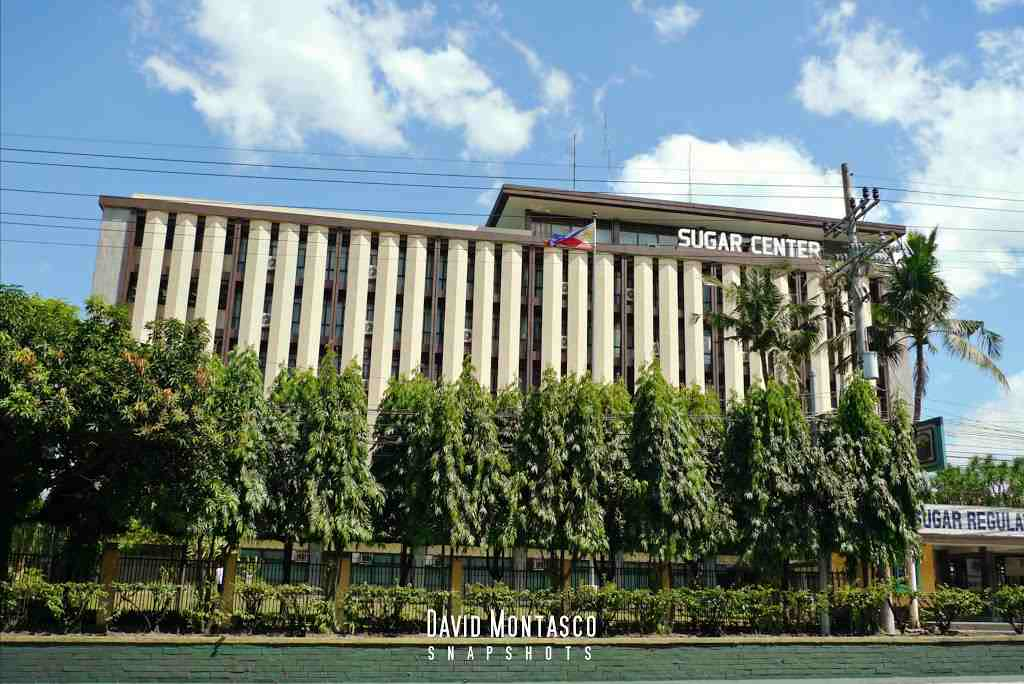 SUGAR CENTER
SUGAR REGULA
DAVID MONTASCO
SNAPSHOTS